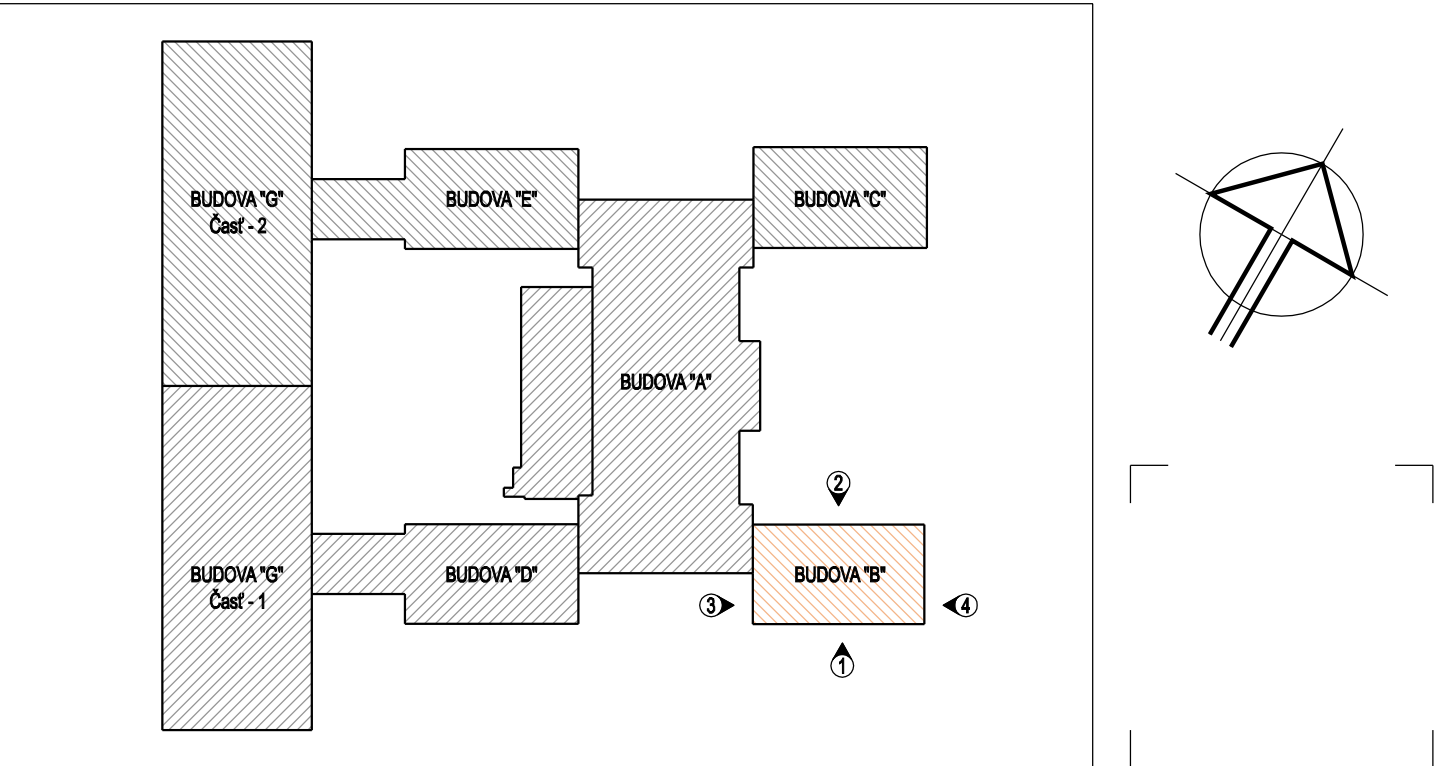 BUDOVA "G"
Časť - 2
BUDOVA "E"
BUDOVA "C"
BUDOVA "A"
2
BUDOVA "G"
Časť - 1
BUDOVA "D"
BUDOVA "B"
3
4
1